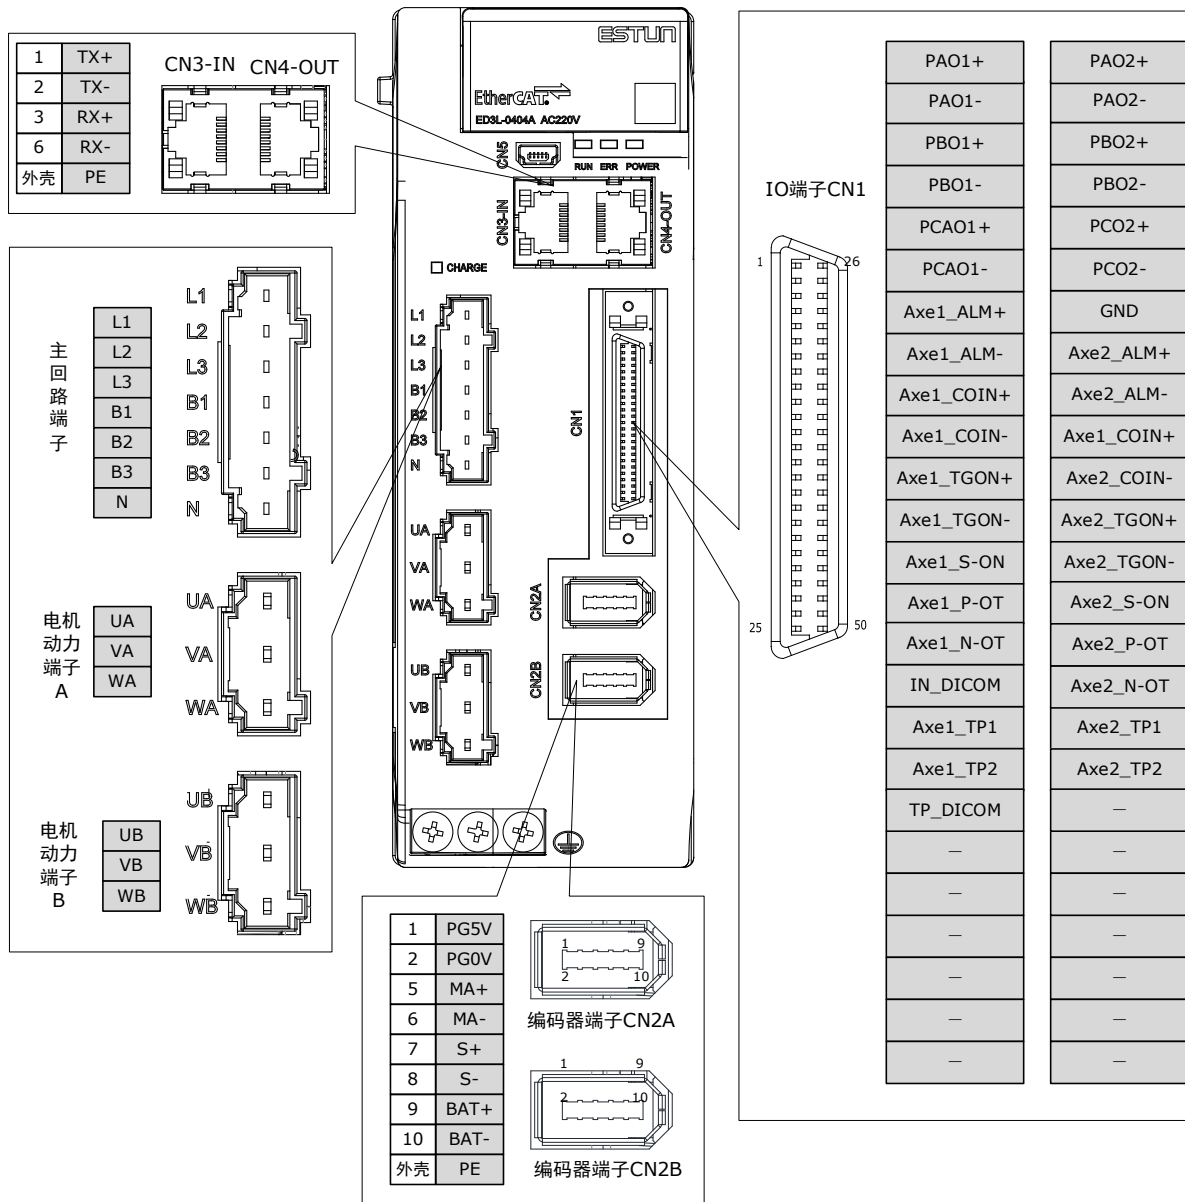 1 TX+
2 TX-
3 RX+
6 RX-
外壳 PE
CN3-IN CN4-OUT
主回路端子
L1
L2
L3
B1
B2
B3
N
L1
L2
L3
B1
B2
B3
N
电机动力端子A
UA
VA
WA
UA
VA
WA
电机动力端子B
UB
VB
WB
UB
VB
WB
ESTUN
EtherCAT
ED3L-0404A AC220V
CN5
RUN ERR POWER
CN3-IN
CN4-OUT
CHARGE
L1
L2
L3
B1
B2
B3
N
CN1
UA
VA
WA
CN2A
UB
VB
WB
CN2B
1 PG5V
2 PG0V
5 MA+
6 MA-
7 S+
8 S-
9 BAT+
10 BAT-
外壳 PE
1 9
2 10
编码器端子CN2A
1 9
2 10
编码器端子CN2B
IO端子CN1
1 26
25 50
PAO1+ PAO2+
PAO1- PAO2-
PBO1+ PBO2+
PBO1- PBO2-
PCAO1+ PCO2+
PCAO1- PCO2-
Axe1_ALM+ GND
Axe1_ALM- Axe2_ALM+
Axe1_COIN+ Axe2_ALM-
Axe1_COIN- Axe1_COIN+
Axe1_TGON+ Axe2_COIN-
Axe1_TGON- Axe2_TGON+
Axe1_S-ON Axe2_TGON-
Axe1_P-OT Axe2_S-ON
Axe1_N-OT Axe2_P-OT
IN_DICOM Axe2_N-OT
Axe1_TP1 Axe2_TP1
Axe1_TP2 Axe2_TP2
TP_DICOM —
— —
— —
— —
— —
— —
— —